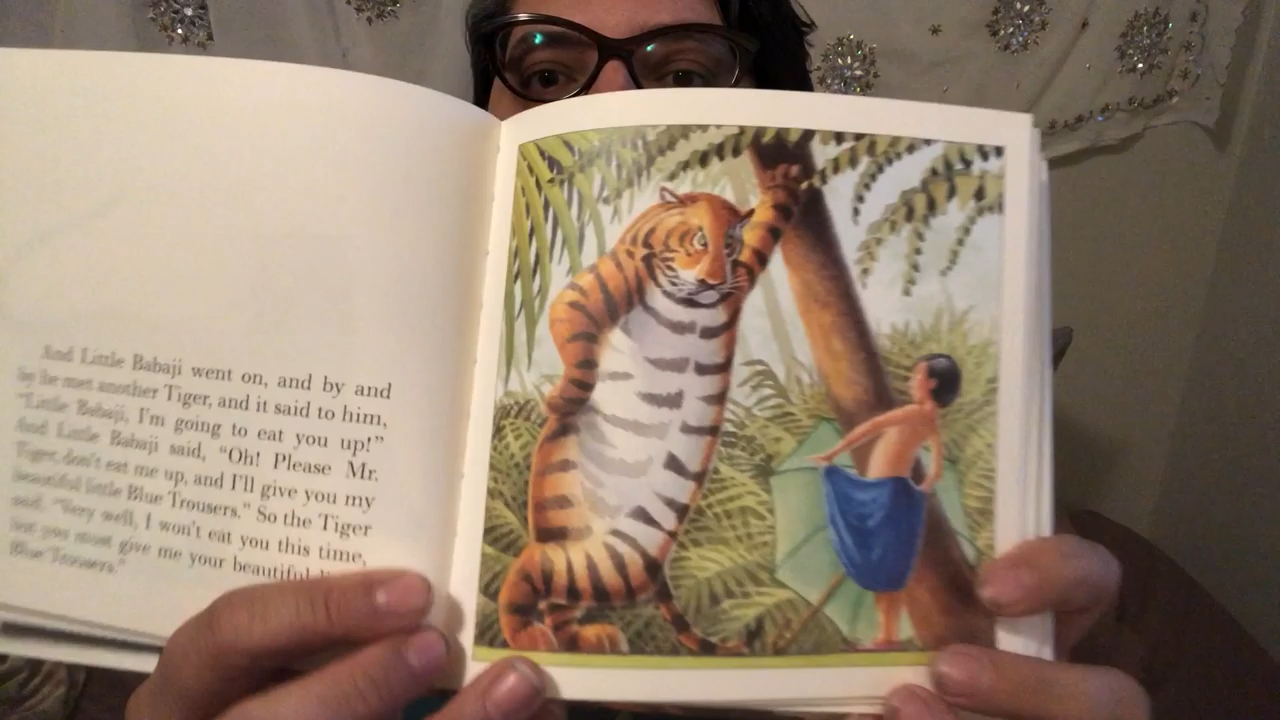 And Little Babaji went on, and by and
by he met another Tiger, and it said to him,
"Little Babaji, I'm going to eat you up!"
And Little Babaji said, "Oh! Please Mr.
Tiger, don't eat me up, and I'll give you my
beautiful little Blue Trousers." So the Tiger
said, "Very well, I won't eat you this time,
but you must give me your beautiful
Blue Trousers."